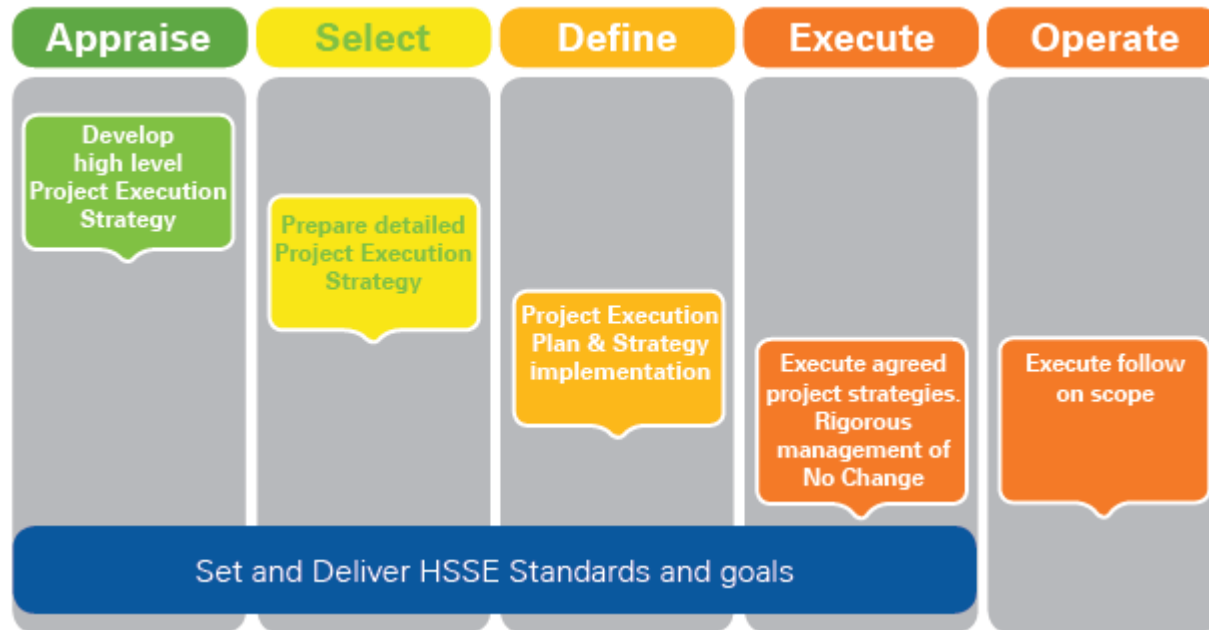 Appraise
Select
Define
Execute
Operate
Develop
high level
Project Execution
Strategy
Prepare detailed
Project Execution
Strategy
Project Execution
Plan & Strategy
implementation
Execute agreed
project strategies.
Rigorous
management of
No Change
Execute follow
on scope
Set and Deliver HSSE Standards and goals